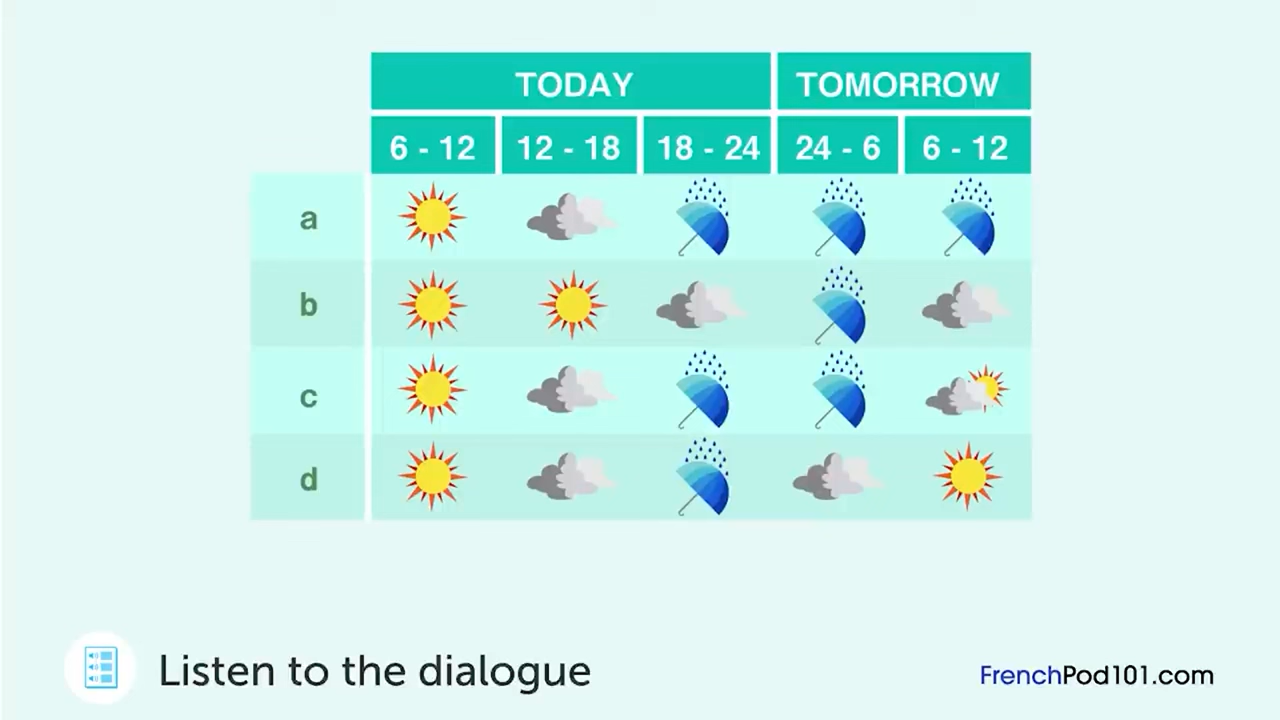 TODAY TOMORROW
6 - 12 12 - 18 18 - 24 24 - 6 6 - 12
a
b
c
d
Listen to the dialogue
FrenchPod101.com